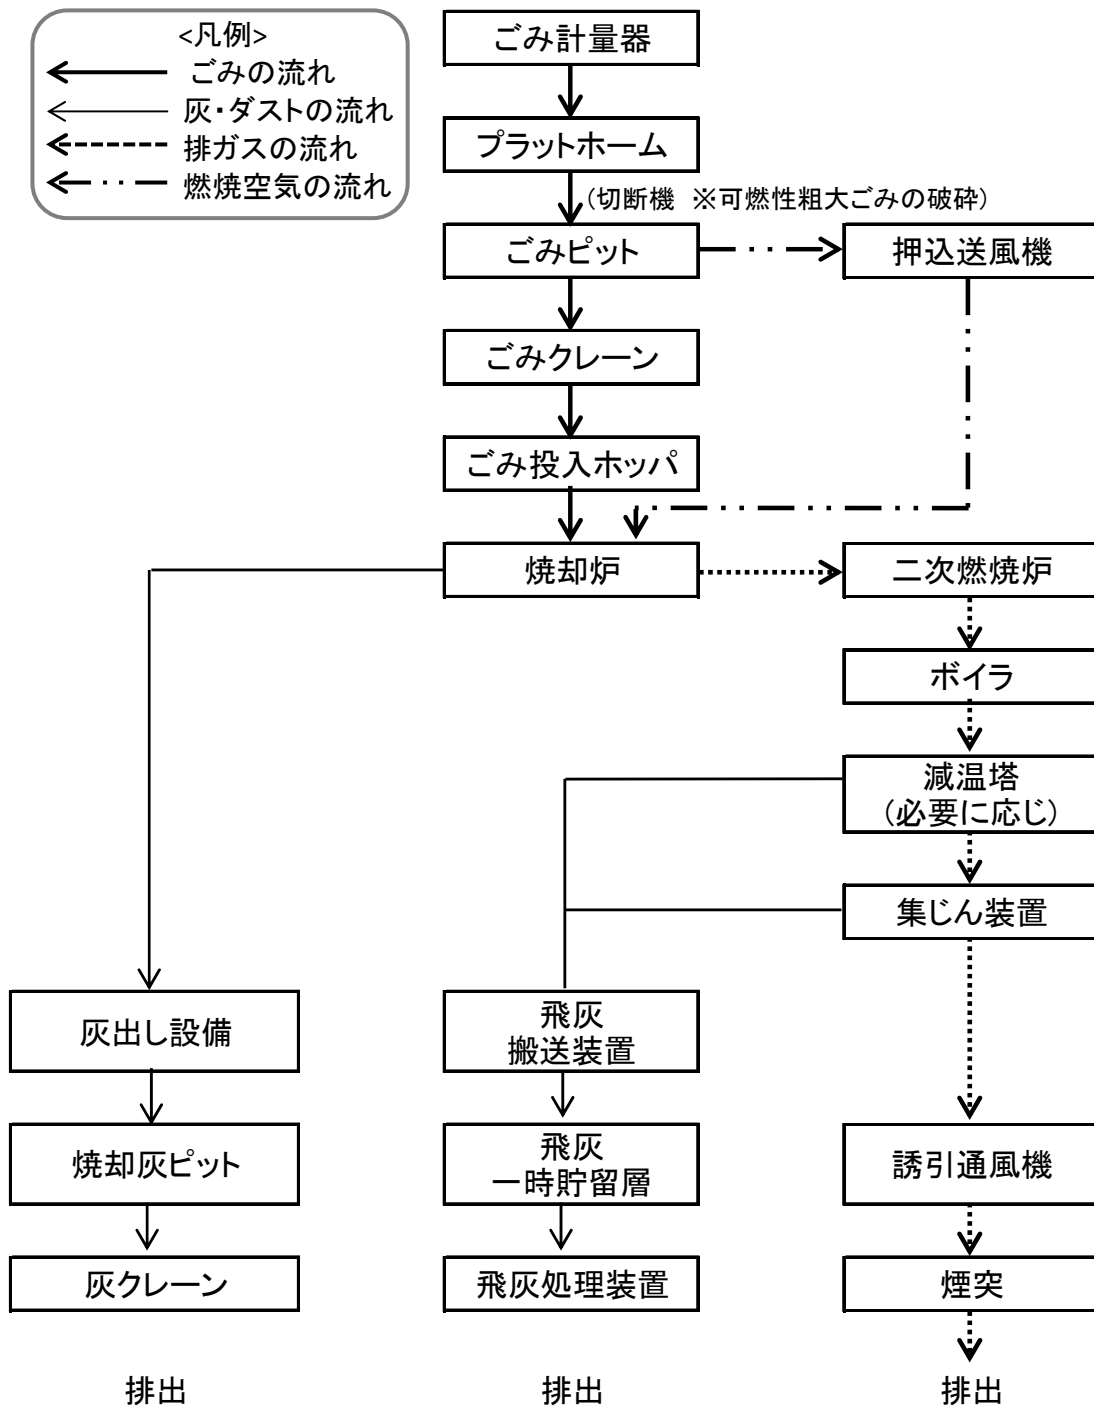 <凡例>
ごみの流れ
灰・ダストの流れ
排ガスの流れ
燃焼空気の流れ
ごみ計量器
プラットホーム
(切断機 ※可燃性粗大ごみの破砕)
ごみピット
押込送風機
ごみクレーン
ごみ投入ホッパ
焼却炉
二次燃焼炉
ボイラ
減温塔
(必要に応じ)
集じん装置
灰出し設備
飛灰
搬送装置
焼却灰ピット
飛灰
一時貯留層
誘引通風機
灰クレーン
飛灰処理装置
煙突
排出
排出
排出